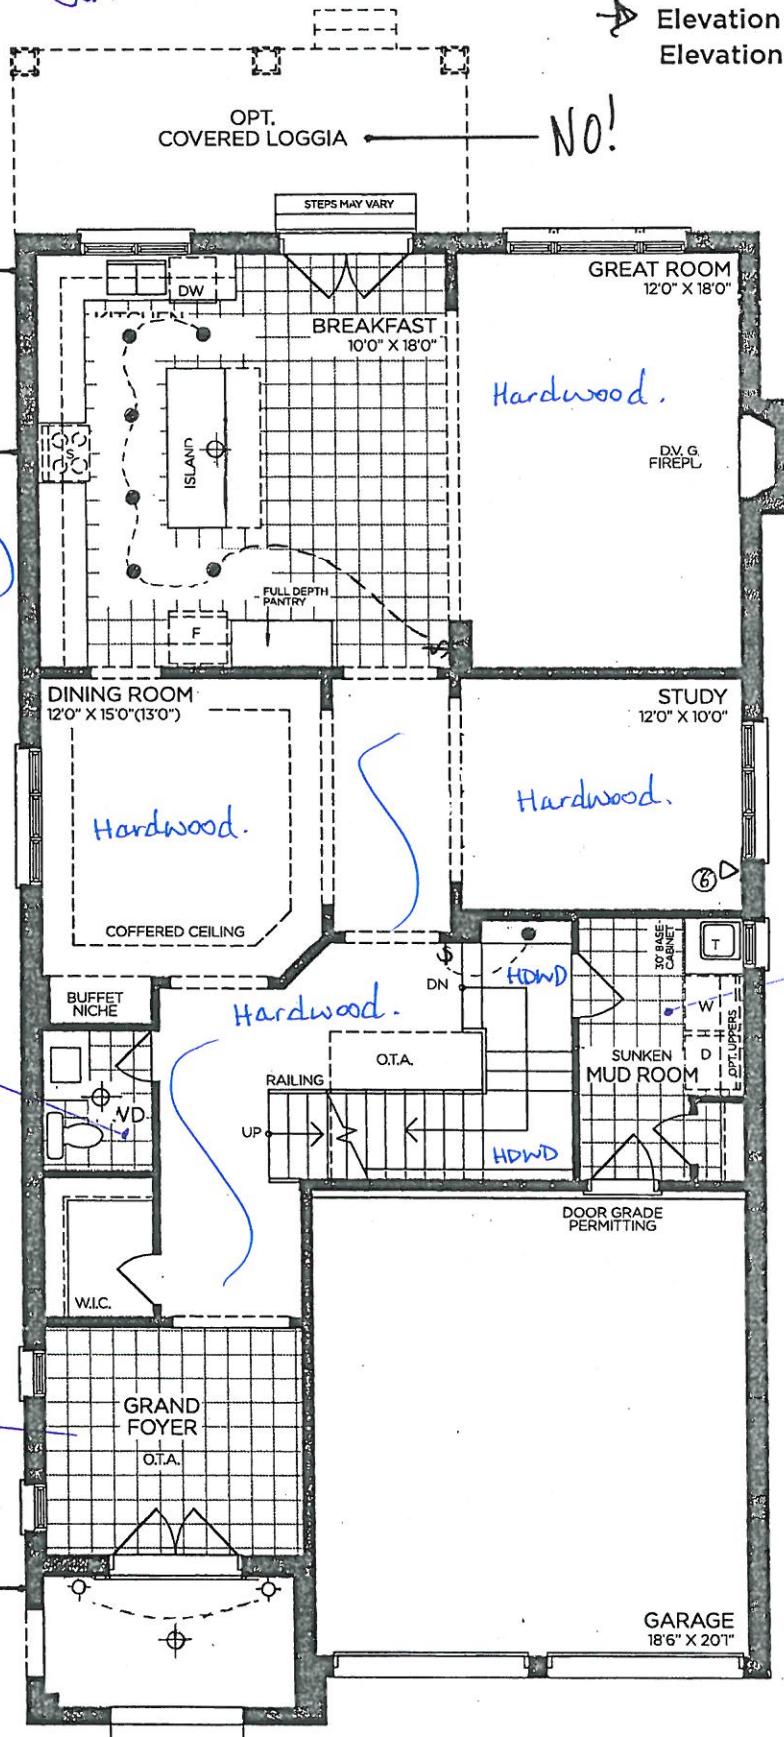 Elevation
Elevation
OPT.
COVERED LOGGIA
NO!
STEPS MAY VARY
DW
KITCHEN
BREAKFAST
10'0" X 18'0"
GREAT ROOM
12'0" X 18'0"
Hardwood.
ISLAND
S
D.V. G.
FIREPL
FULL DEPTH
PANTRY
F
$
DINING ROOM
12'0" X 15'0"(13'0")
STUDY
12'0" X 10'0"
Hardwood.
Hardwood.
6
COFFERED CEILING
$
DN
HDWD
30" BASE-
CABINET
T
BUFFET
NICHE
Hardwood.
W
D
OPT. UPPERS
O.T.A.
SUNKEN
MUD ROOM
RAILING
UP
HDWD
DOOR GRADE
PERMITTING
W.I.C.
GRAND
FOYER
O.T.A.
GARAGE
18'6" X 20'1"